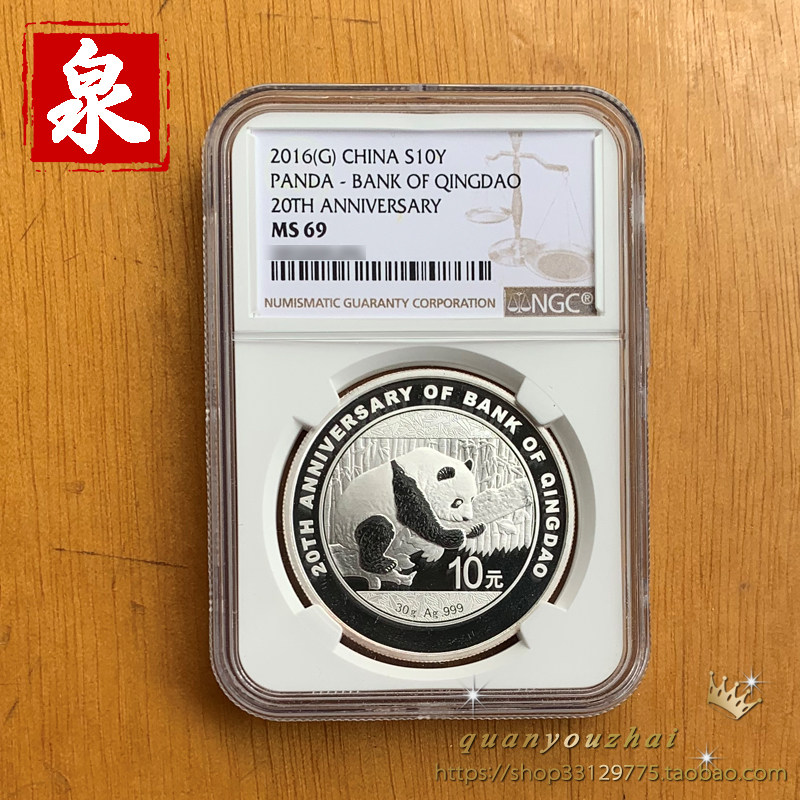 泉
2016(G) CHINA S10Y
PANDA - BANK OF QINGDAO
20TH ANNIVERSARY
MS 69
NUMISMATIC GUARANTY CORPORATION
NGC®
20TH ANNIVERSARY OF BANK OF QINGDAO
10元
30g Ag .999
quanyouzhai
https://shop33129775.taobao.com